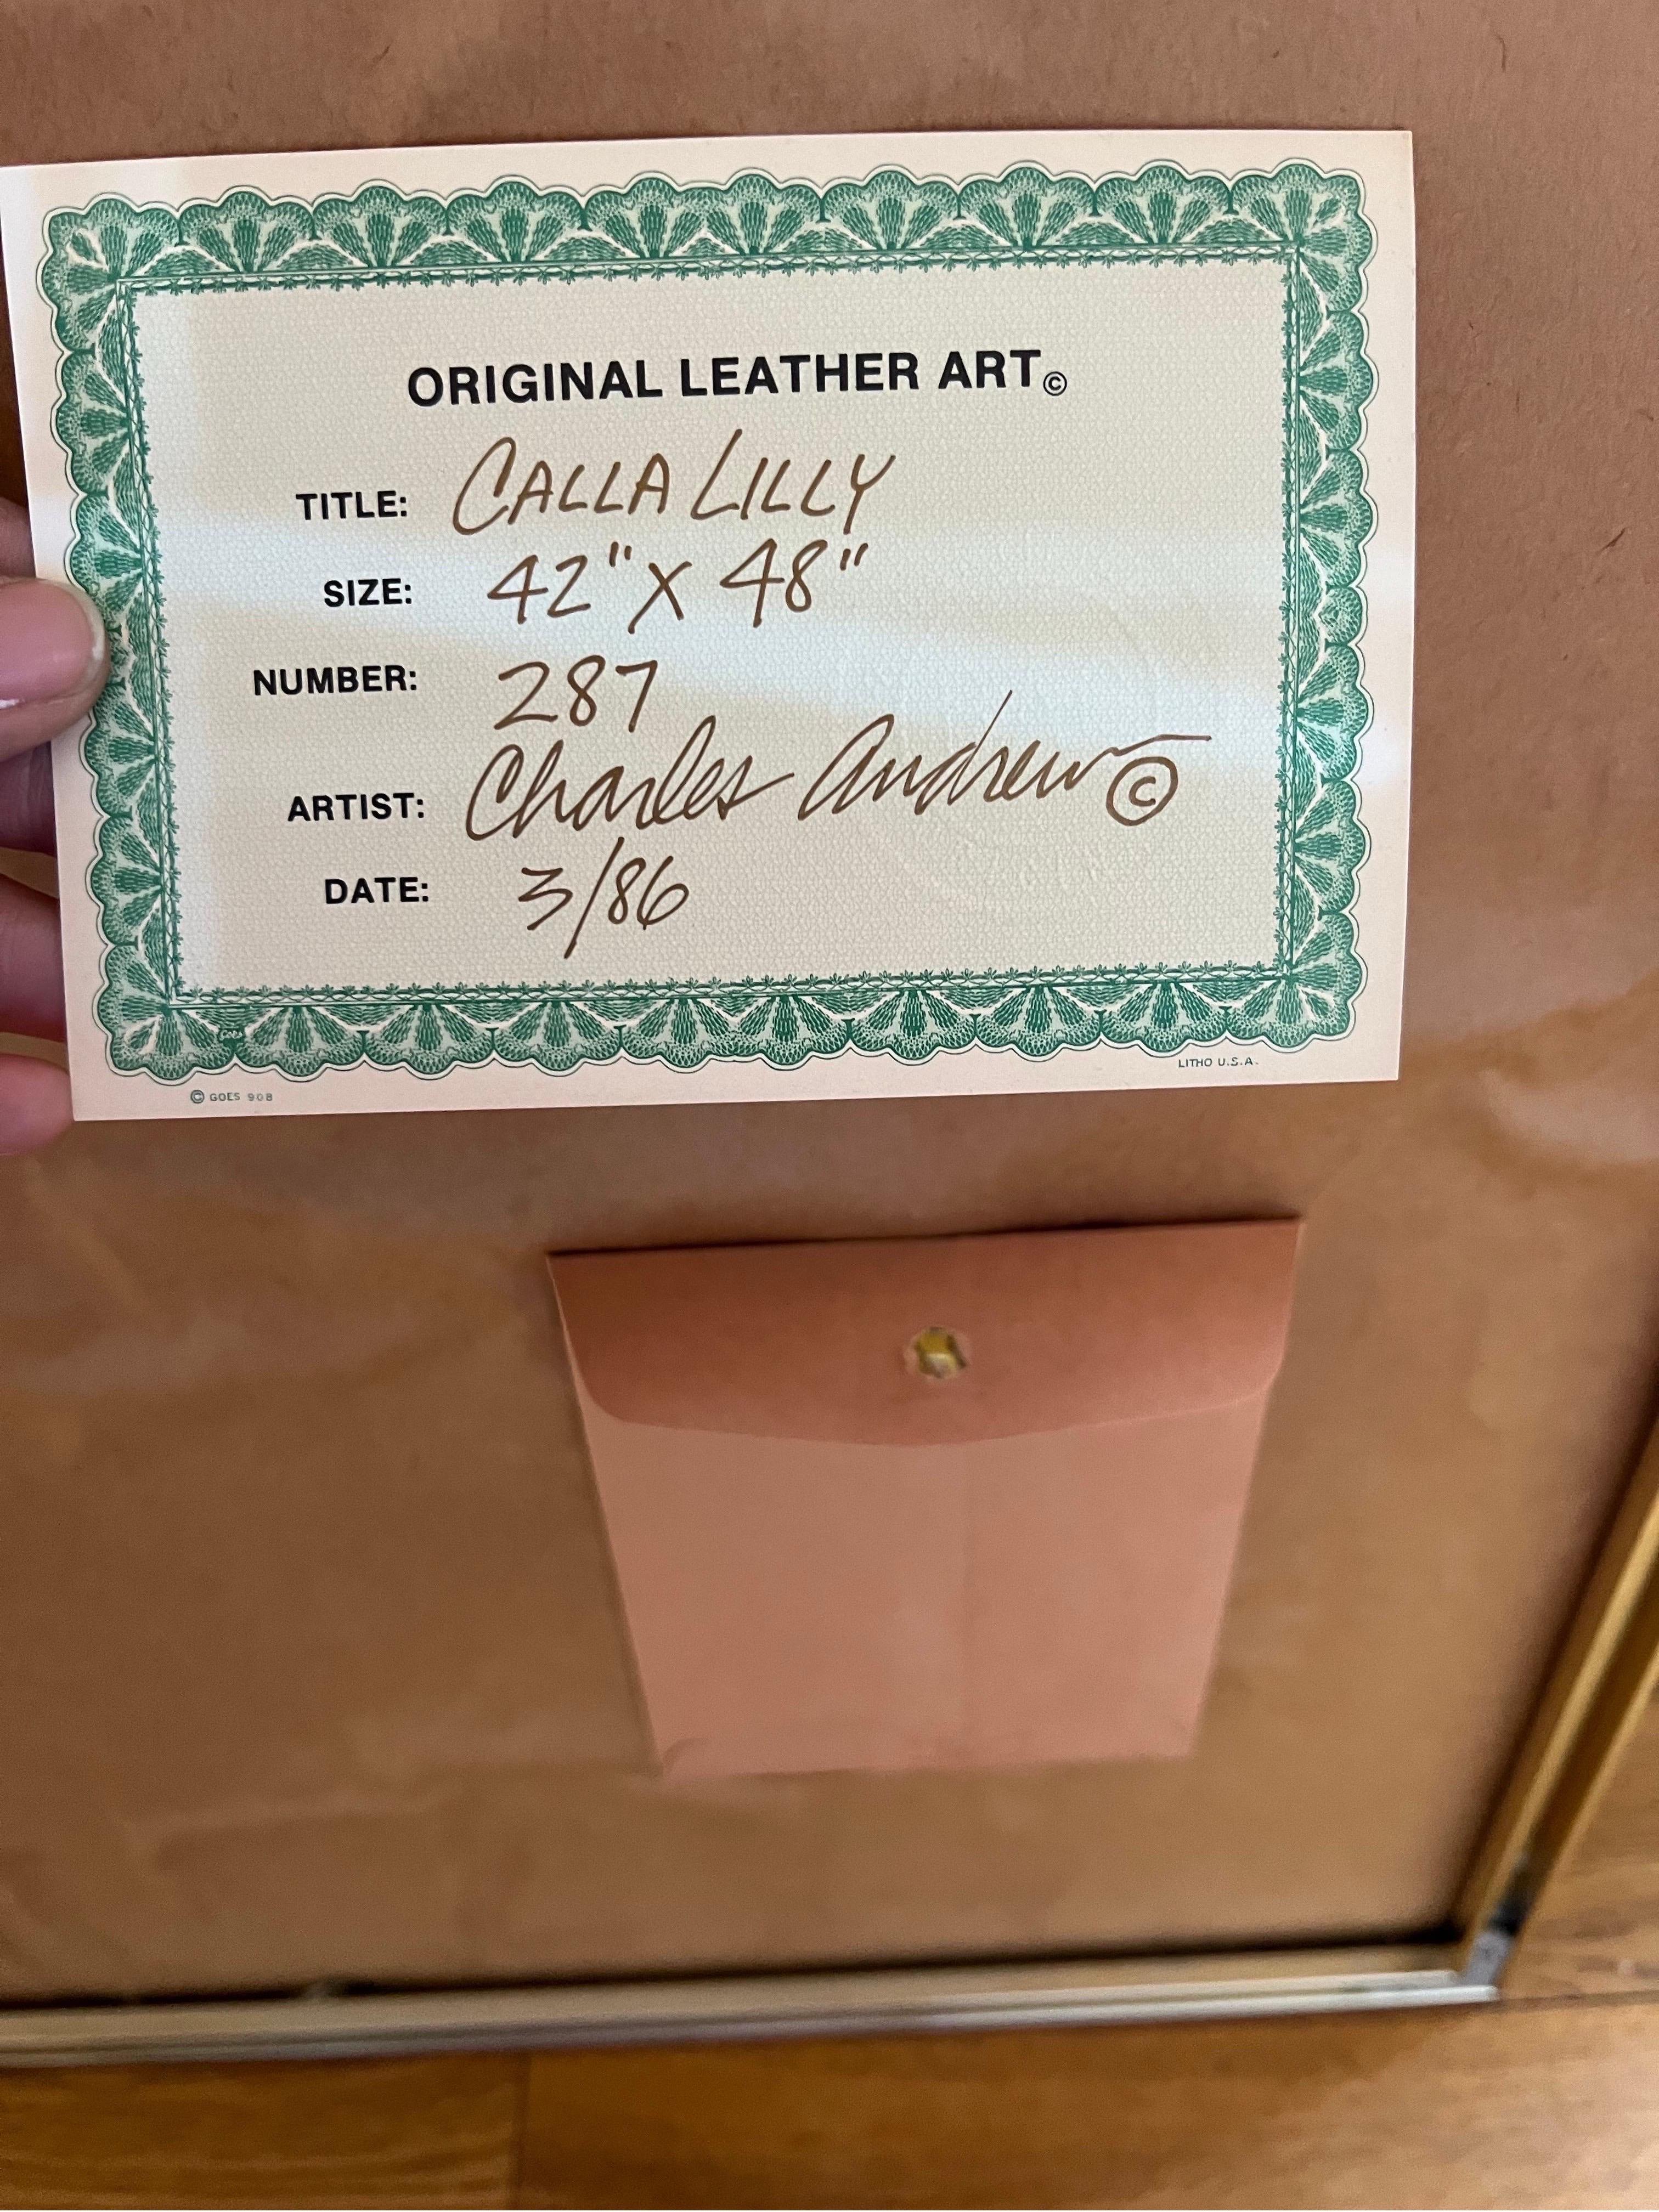 ORIGINAL LEATHER ART©
TITLE: CALLA LILLY
SIZE: 42" X 48"
NUMBER: 287
ARTIST: Charles Andrews ©
DATE: 3/86
© GOES 908
LITHO U.S.A.